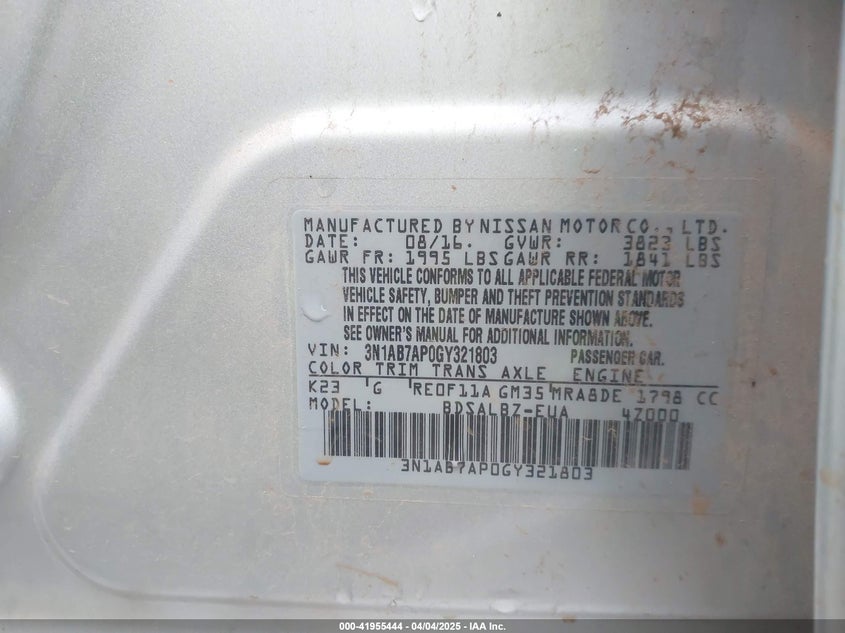 MANUFACTURED BY NISSAN MOTOR CO., LTD.
DATE: 08/16. GVWR: 3823 LBS
GAWR FR: 1995 LBS GAWR RR: 1841 LBS
THIS VEHICLE CONFORMS TO ALL APPLICABLE FEDERAL MOTOR
VEHICLE SAFETY, BUMPER AND THEFT PREVENTION STANDARDS
IN EFFECT ON THE DATE OF MANUFACTURE SHOWN ABOVE.
SEE OWNER'S MANUAL FOR ADDITIONAL INFORMATION.
VIN: 3N1AB7AP0GY321803 PASSENGER CAR.
COLOR TRIM TRANS AXLE ENGINE
K23 G RE0F11A GM35 MRA8DE 1798 CC
MODEL: BDSALBZ-EUA 4Z000
3N1AB7AP0GY321803
000-41955444 - 04/04/2025 - IAA Inc.